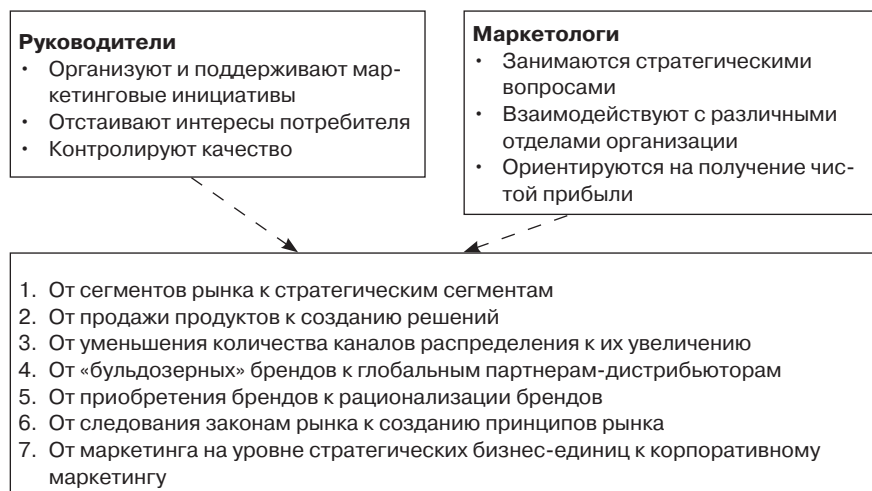 Руководители
• Организуют и поддерживают мар-
кетинговые инициативы
• Отстаивают интересы потребителя
• Контролируют качество
Маркетологи
• Занимаются стратегическими
вопросами
• Взаимодействуют с различными
отделами организации
• Ориентируются на получение чис-
той прибыли
1. От сегментов рынка к стратегическим сегментам
2. От продажи продуктов к созданию решений
3. От уменьшения количества каналов распределения к их увеличению
4. От «бульдозерных» брендов к глобальным партнерам-дистрибьюторам
5. От приобретения брендов к рационализации брендов
6. От следования законам рынка к созданию принципов рынка
7. От маркетинга на уровне стратегических бизнес-единиц к корпоративному
маркетингу